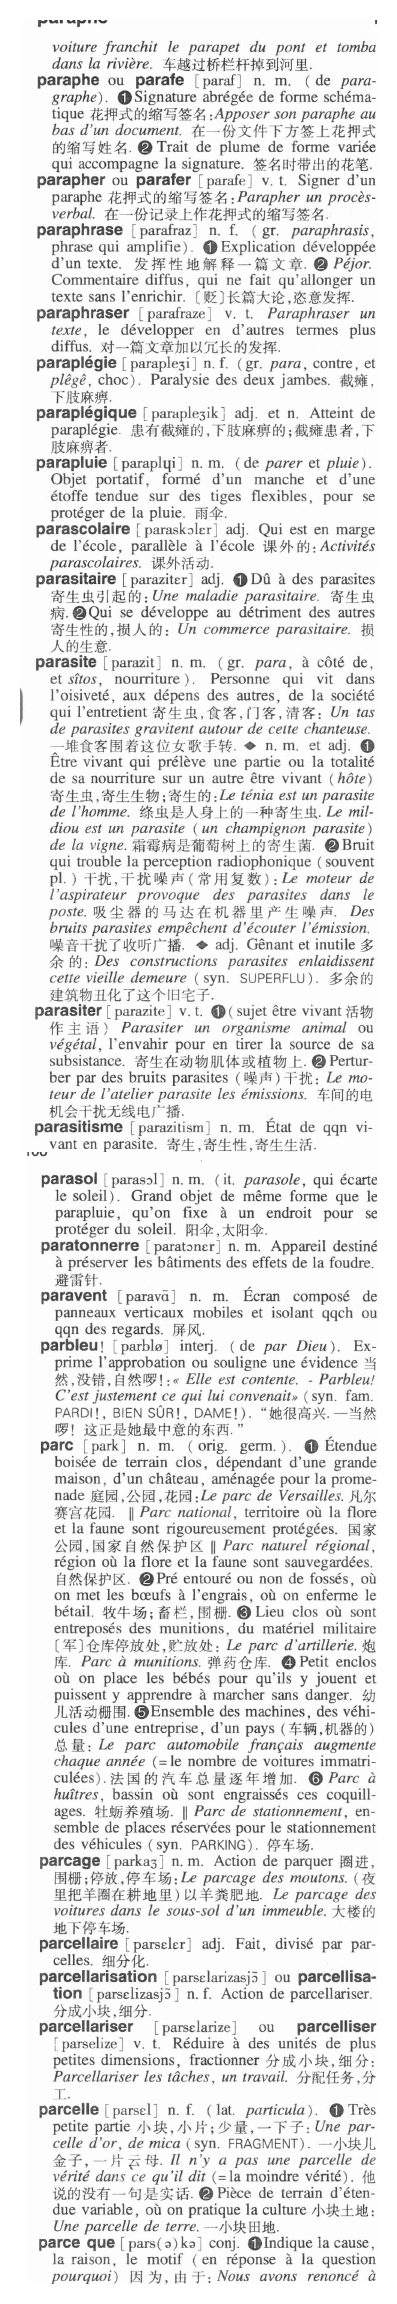 voiture franchit le parapet du pont et tomba
dans la rivière. 车越过桥栏杆掉到河里.
paraphe ou parafe [paraf] n. m. (de para-
graphe). ❶Signature abrégée de forme schéma-
tique 花押式的缩写签名:Apposer son paraphe au
bas d'un document. 在一份文件下方签上花押式
的缩写姓名. ❷ Trait de plume de forme variée
qui accompagne la signature. 签名时带出的花笔.
parapher ou parafer [parafe] v. t. Signer d'un
paraphe 花押式的缩写签名:Parapher un procès-
verbal. 在一份记录上作花押式的缩写签名.
paraphrase [parafraz] n. f. (gr. paraphrasis,
phrase qui amplifie). ❶Explication développée
d'un texte. 发挥性地解释一篇文章. ❷ Péjor.
Commentaire diffus, qui ne fait qu'allonger un
texte sans l'enrichir. 〔贬〕长篇大论,恣意发挥.
paraphraser [parafraze] v. t. Paraphraser un
texte, le développer en d'autres termes plus
diffus. 对一篇文章加以冗长的发挥.
paraplégie [parapleʒi] n. f. (gr. para, contre, et
plêgê, choc). Paralysie des deux jambes. 截瘫,
下肢麻痹.
paraplégique [parapleʒik] adj. et n. Atteint de
paraplégie. 患有截瘫的,下肢麻痹的;截瘫患者,下
肢麻痹者.
parapluie [paraplɥi] n. m. (de parer et pluie).
Objet portatif, formé d'un manche et d'une
étoffe tendue sur des tiges flexibles, pour se
protéger de la pluie. 雨伞.
parascolaire [paraskɔlɛr] adj. Qui est en marge
de l'école, parallèle à l'école 课外的:Activités
parascolaires. 课外活动.
parasitaire [parazitɛr] adj. ❶Dû à des parasites
寄生虫引起的:Une maladie parasitaire. 寄生虫
病.❷Qui se développe au détriment des autres
寄生性的,损人的: Un commerce parasitaire. 损
人的生意.
parasite [parazit] n. m. (gr. para, à côté de,
et sîtos, nourriture). Personne qui vit dans
l'oisiveté, aux dépens des autres, de la société
qui l'entretient 寄生虫,食客,门客,清客: Un tas
de parasites gravitent autour de cette chanteuse.
一堆食客围着这位女歌手转. ◆ n. m. et adj. ❶
Être vivant qui prélève une partie ou la totalité
de sa nourriture sur un autre être vivant (hôte)
寄生虫,寄生生物;寄生的:Le ténia est un parasite
de l'homme. 绦虫是人身上的一种寄生虫. Le mil-
diou est un parasite (un champignon parasite)
de la vigne. 霜霉病是葡萄树上的寄生菌. ❷Bruit
qui trouble la perception radiophonique (souvent
pl.) 干扰,干扰噪声(常用复数):Le moteur de
l'aspirateur provoque des parasites dans le
poste. 吸尘器的马达在机器里产生噪声. Des
bruits parasites empêchent d'écouter l'émission.
噪音干扰了收听广播. ◆ adj. Gênant et inutile 多
余的: Des constructions parasites enlaidissent
cette vieille demeure (syn. SUPERFLU). 多余的
建筑物丑化了这个旧宅子.
parasiter [parazite] v. t. ❶(sujet être vivant 活物
作主语) Parasiter un organisme animal ou
végétal, l'envahir pour en tirer la source de sa
subsistance. 寄生在动物肌体或植物上. ❷Pertur-
ber par des bruits parasites (噪声)干扰: Le mo-
teur de l'atelier parasite les émissions. 车间的电
机会干扰无线电广播.
parasitisme [parazitism] n. m. État de qqn vi-
vant en parasite. 寄生,寄生性,寄生生活.
parasol [parasɔl] n. m. (it. parasole, qui écarte
le soleil). Grand objet de même forme que le
parapluie, qu'on fixe à un endroit pour se
protéger du soleil. 阳伞,太阳伞.
paratonnerre [paratɔnɛr] n. m. Appareil destiné
à préserver les bâtiments des effets de la foudre.
避雷针.
paravent [paravɑ̃] n. m. Écran composé de
panneaux verticaux mobiles et isolant qqch ou
qqn des regards. 屏风.
parbleu! [parblø] interj. (de par Dieu). Ex-
prime l'approbation ou souligne une évidence 当
然,没错,自然啰!:« Elle est contente. - Parbleu!
C'est justement ce qui lui convenait» (syn. fam.
PARDI!, BIEN SÛR!, DAME!). “她很高兴.—当然
啰! 这正是她最中意的东西.”
parc [park] n. m. (orig. germ.). ❶ Étendue
boisée de terrain clos, dépendant d'une grande
maison, d'un château, aménagée pour la prome-
nade 庭园,公园,花园:Le parc de Versailles. 凡尔
赛宫花园. ‖ Parc national, territoire où la flore
et la faune sont rigoureusement protégées. 国家
公园,国家自然保护区 ‖ Parc naturel régional,
région où la flore et la faune sont sauvegardées.
自然保护区. ❷Pré entouré ou non de fossés, où
on met les bœufs à l'engrais, où on enferme le
bétail. 牧牛场;畜栏,围栅. ❸Lieu clos où sont
entreposés des munitions, du matériel militaire
〔军〕仓库停放处,贮放处: Le parc d'artillerie. 炮
库. Parc à munitions. 弹药仓库. ❹Petit enclos
où on place les bébés pour qu'ils y jouent et
puissent y apprendre à marcher sans danger. 幼
儿活动栅围.❺Ensemble des machines, des véhi-
cules d'une entreprise, d'un pays (车辆,机器的)
总量: Le parc automobile français augmente
chaque année (=le nombre de voitures immatri-
culées).法国的汽车总量逐年增加. ❻ Parc à
huîtres, bassin où sont engraissés ces coquill-
ages. 牡蛎养殖场. ‖ Parc de stationnement, en-
semble de places réservées pour le stationnement
des véhicules (syn. PARKING). 停车场.
parcage [parkaʒ] n. m. Action de parquer 圈进,
围栅;停放,停车场:Le parcage des moutons. (夜
里把羊圈在耕地里)以羊粪肥地. Le parcage des
voitures dans le sous-sol d'un immeuble. 大楼的
地下停车场.
parcellaire [parsɛlɛr] adj. Fait, divisé par par-
celles. 细分化.
parcellarisation [parsɛlarizasjɔ̃] ou parcellisa-
tion [parsɛlizasjɔ̃] n. f. Action de parcellariser.
分成小块,细分.
parcellariser [parsɛlarize] ou parcelliser
[parselize] v. t. Réduire à des unités de plus
petites dimensions, fractionner 分成小块,细分:
Parcellariser les tâches, un travail. 分配任务,分
工.
parcelle [parsɛl] n. f. (lat. particula). ❶ Très
petite partie 小块,小片;少量,一下子: Une par-
celle d'or, de mica (syn. FRAGMENT). 一小块儿
金子,一片云母. Il n'y a pas une parcelle de
vérité dans ce qu'il dit (=la moindre vérité). 他
说的没有一句是实话. ❷Pièce de terrain d'éten-
due variable, où on pratique la culture 小块土地:
Une parcelle de terre. 一小块田地.
parce que [pars(ə)kə] conj. ❶Indique la cause,
la raison, le motif (en réponse à la question
pourquoi) 因为,由于: Nous avons renoncé à